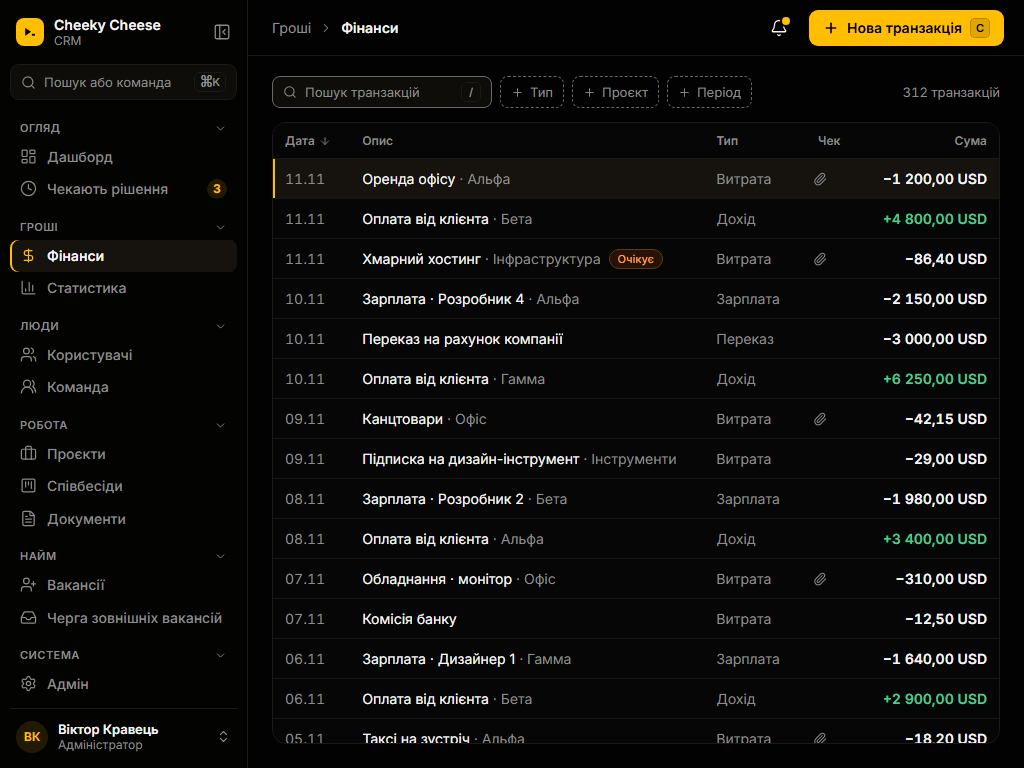 Cheeky Cheese
CRM
Пошук або команда ⌘K
ОГЛЯД
Дашборд
Чекають рішення 3
ГРОШІ
Фінанси
Статистика
ЛЮДИ
Користувачі
Команда
РОБОТА
Проєкти
Співбесіди
Документи
НАЙМ
Вакансії
Черга зовнішніх вакансій
СИСТЕМА
Адмін
ВК Віктор Кравець
Адміністратор
Гроші > Фінанси
+ Нова транзакція C
Пошук транзакцій / + Тип + Проєкт + Період 312 транзакцій
Дата ↓ Опис Тип Чек Сума
11.11 Оренда офісу · Альфа Витрата −1 200,00 USD
11.11 Оплата від клієнта · Бета Дохід +4 800,00 USD
11.11 Хмарний хостинг · Інфраструктура Очікує Витрата −86,40 USD
10.11 Зарплата · Розробник 4 · Альфа Зарплата −2 150,00 USD
10.11 Переказ на рахунок компанії Переказ −3 000,00 USD
10.11 Оплата від клієнта · Гамма Дохід +6 250,00 USD
09.11 Канцтовари · Офіс Витрата −42,15 USD
09.11 Підписка на дизайн-інструмент · Інструменти Витрата −29,00 USD
08.11 Зарплата · Розробник 2 · Бета Зарплата −1 980,00 USD
08.11 Оплата від клієнта · Альфа Дохід +3 400,00 USD
07.11 Обладнання · монітор · Офіс Витрата −310,00 USD
07.11 Комісія банку Витрата −12,50 USD
06.11 Зарплата · Дизайнер 1 · Гамма Зарплата −1 640,00 USD
06.11 Оплата від клієнта · Бета Дохід +2 900,00 USD
05.11 Таксі на зустріч · Альфа Витрата −18,20 USD